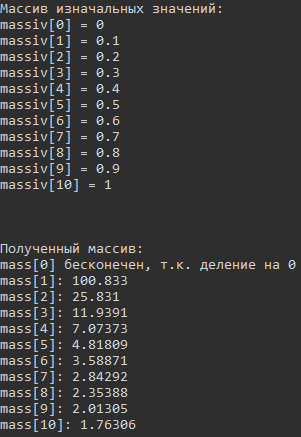 Массив изначальных значений:
massiv[0] = 0
massiv[1] = 0.1
massiv[2] = 0.2
massiv[3] = 0.3
massiv[4] = 0.4
massiv[5] = 0.5
massiv[6] = 0.6
massiv[7] = 0.7
massiv[8] = 0.8
massiv[9] = 0.9
massiv[10] = 1
Полученный массив:
mass[0] бесконечен, т.к. деление на 0
mass[1]: 100.833
mass[2]: 25.831
mass[3]: 11.9391
mass[4]: 7.07373
mass[5]: 4.81809
mass[6]: 3.58871
mass[7]: 2.84292
mass[8]: 2.35388
mass[9]: 2.01305
mass[10]: 1.76306